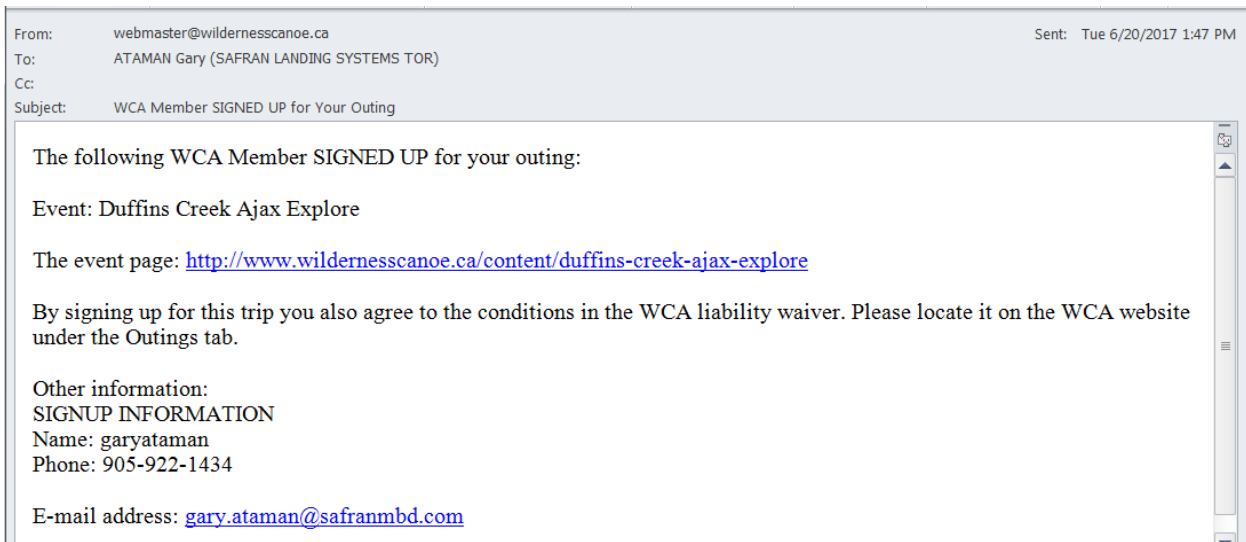 From: webmaster@wildernesscanoe.ca Sent: Tue 6/20/2017 1:47 PM
To: ATAMAN Gary (SAFRAN LANDING SYSTEMS TOR)
Cc:
Subject: WCA Member SIGNED UP for Your Outing
The following WCA Member SIGNED UP for your outing:
Event: Duffins Creek Ajax Explore
The event page: http://www.wildernesscanoe.ca/content/duffins-creek-ajax-explore
By signing up for this trip you also agree to the conditions in the WCA liability waiver. Please locate it on the WCA website
under the Outings tab.
Other information:
SIGNUP INFORMATION
Name: garyataman
Phone: 905-922-1434
E-mail address: gary.ataman@safranmbd.com